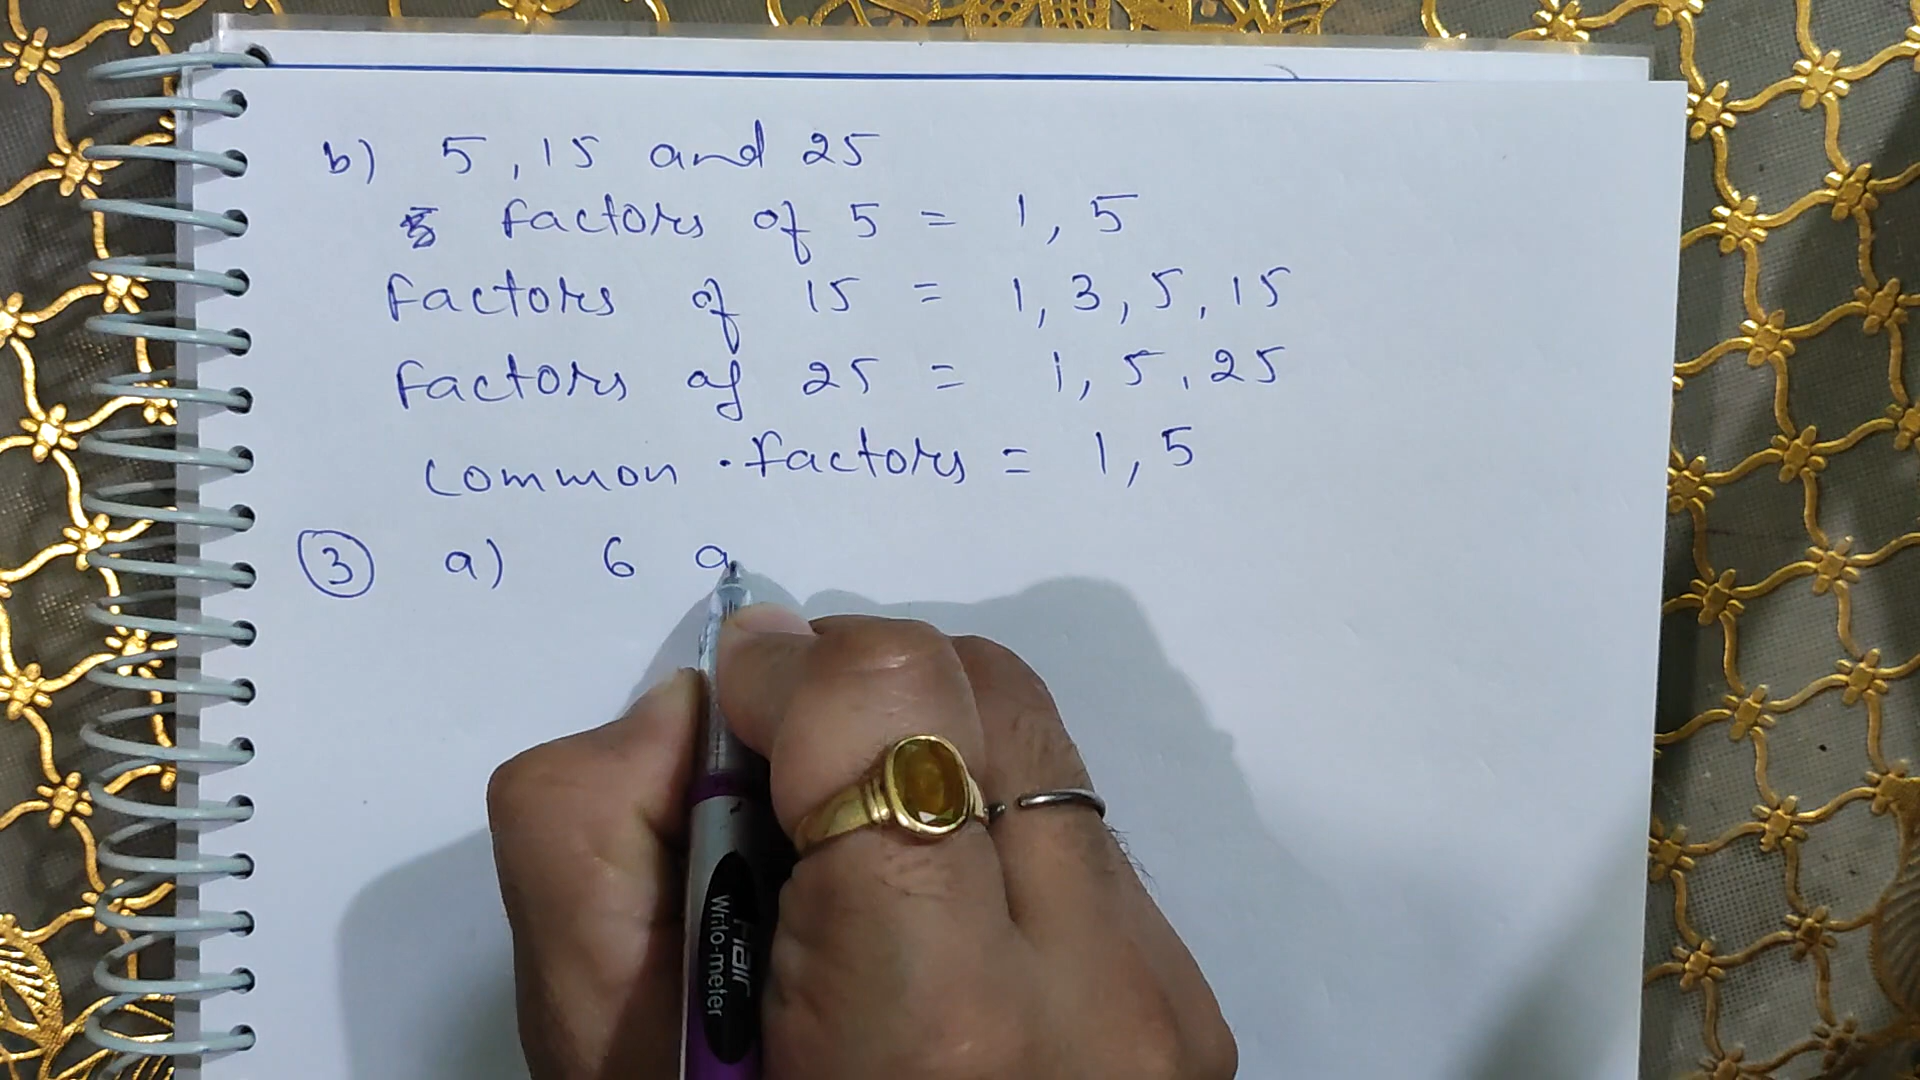 b) 5, 15 and 25
factors of 5 = 1, 5
factors of 15 = 1, 3, 5, 15
factors of 25 = 1, 5, 25
common factors = 1, 5
3 a) 6 a
Flair
Writo-meter